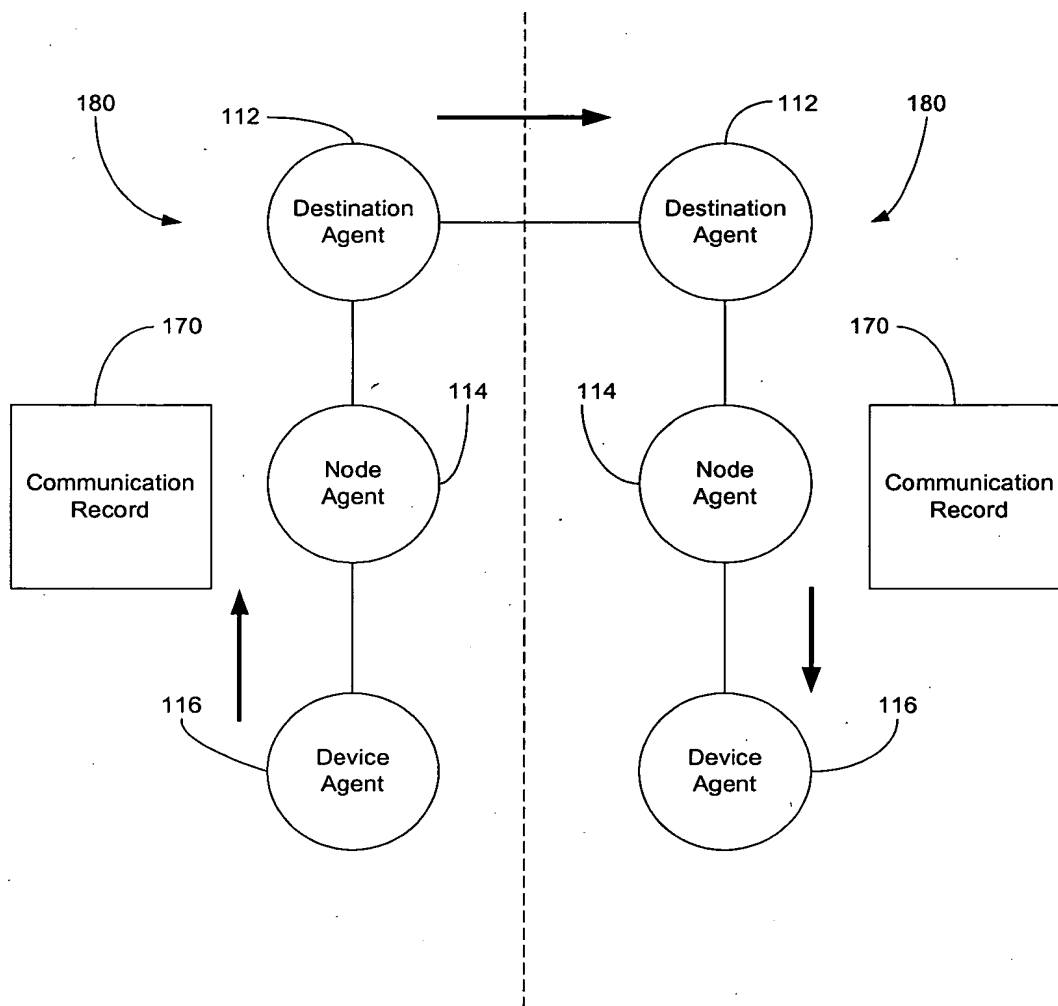 180
112
112
180
Destination
Agent
Destination
Agent
170
170
114
114
Communication
Record
Node
Agent
Node
Agent
Communication
Record
116
116
Device
Agent
Device
Agent